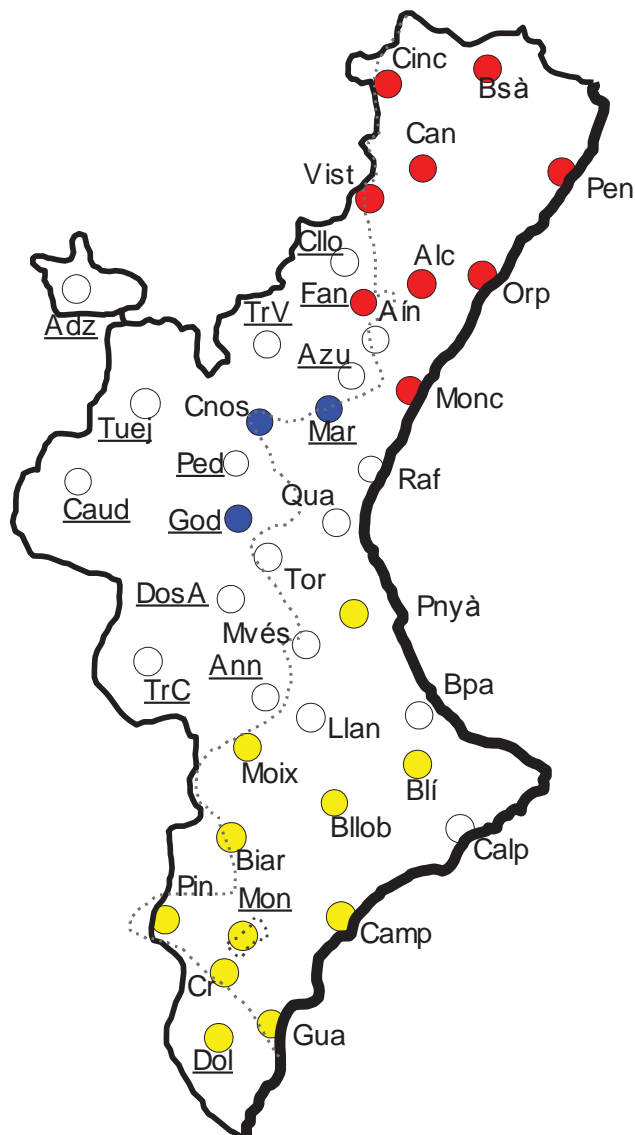 Cinc
Bsà
Can
Vist
Pen
Cllo
Alc
Fan
Orp
Adz
TrV
Aín
Azu
Cnos
Monc
Tuej
Mar
Ped
Raf
Caud
Qua
God
Tor
DosA
Pnyà
Mvés
Ann
TrC
Bpa
Llan
Moix
Blí
Bllob
Calp
Biar
Pin
Mon
Camp
Cr
Gua
Dol